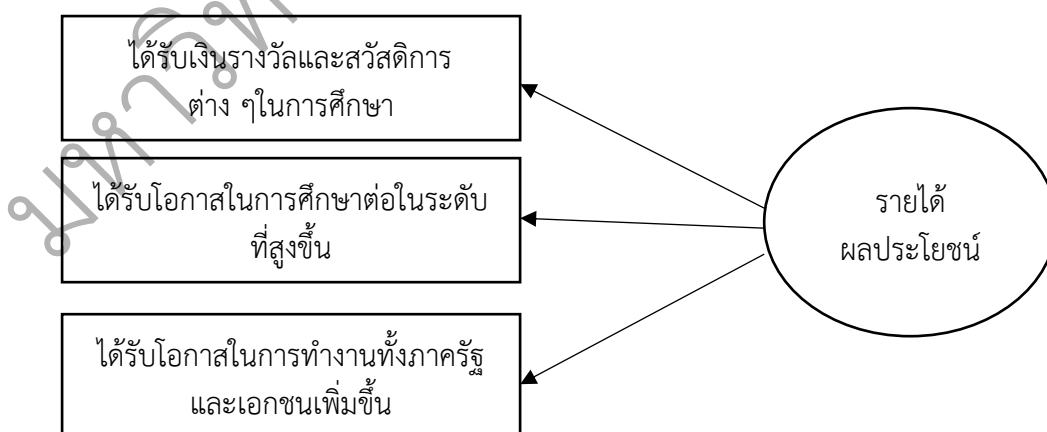 ได้รับเงินรางวัลและสวัสดิการ
ต่าง ๆในการศึกษา
ได้รับโอกาสในการศึกษาต่อในระดับ
ที่สูงขึ้น
ได้รับโอกาสในการทำงานทั้งภาครัฐ
และเอกชนเพิ่มขึ้น
รายได้
ผลประโยชน์